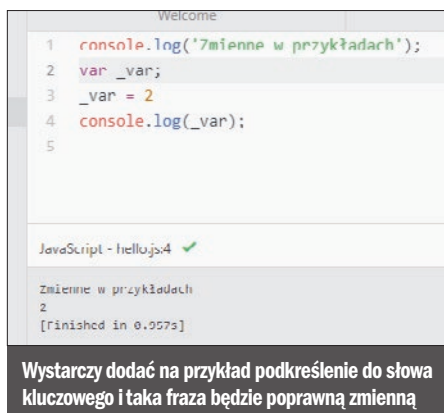 Welcome
1 console.log('Zmienne w przykładach');
2 var _var;
3 _var = 2
4 console.log(_var);
5
JavaScript - hello.js:4 ✔
Zmienne w przykładach
2
[Finished in 0.957s]
Wystarczy dodać na przykład podkreślenie do słowa
kluczowego i taka fraza będzie poprawną zmienną